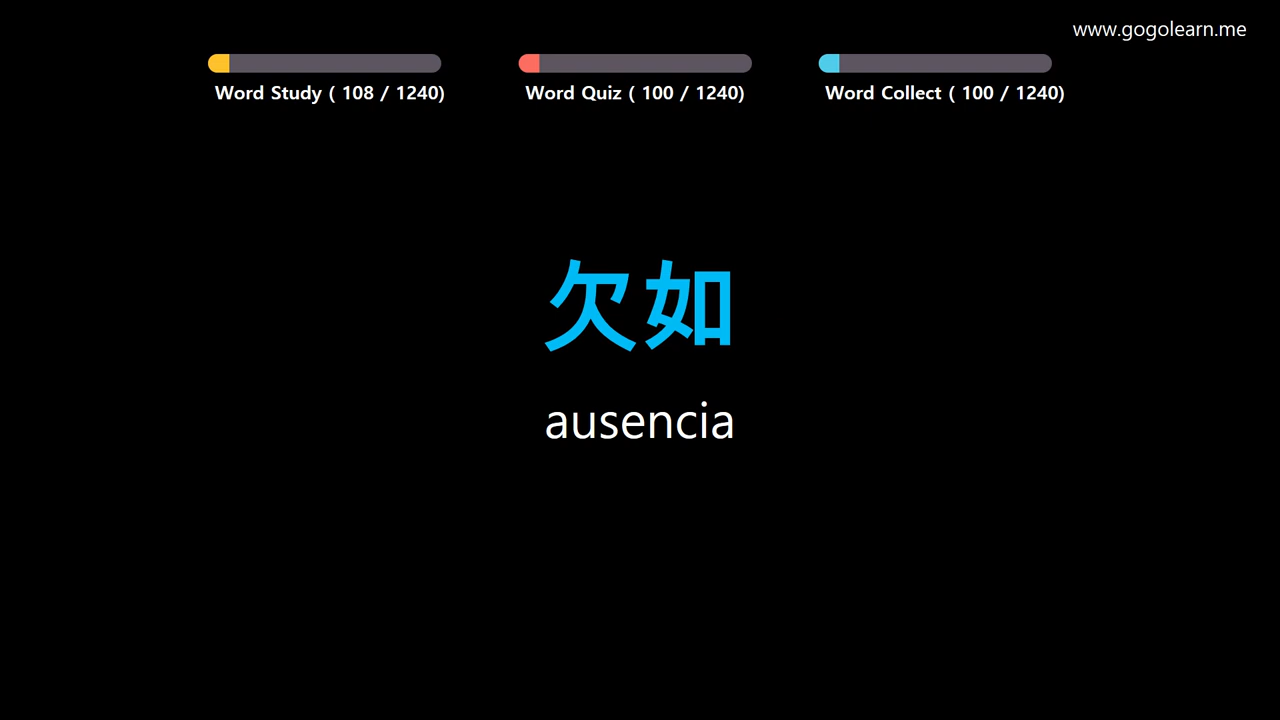 www.gogolearn.me
Word Study ( 108 / 1240)
Word Quiz ( 100 / 1240)
Word Collect ( 100 / 1240)
欠如
ausencia